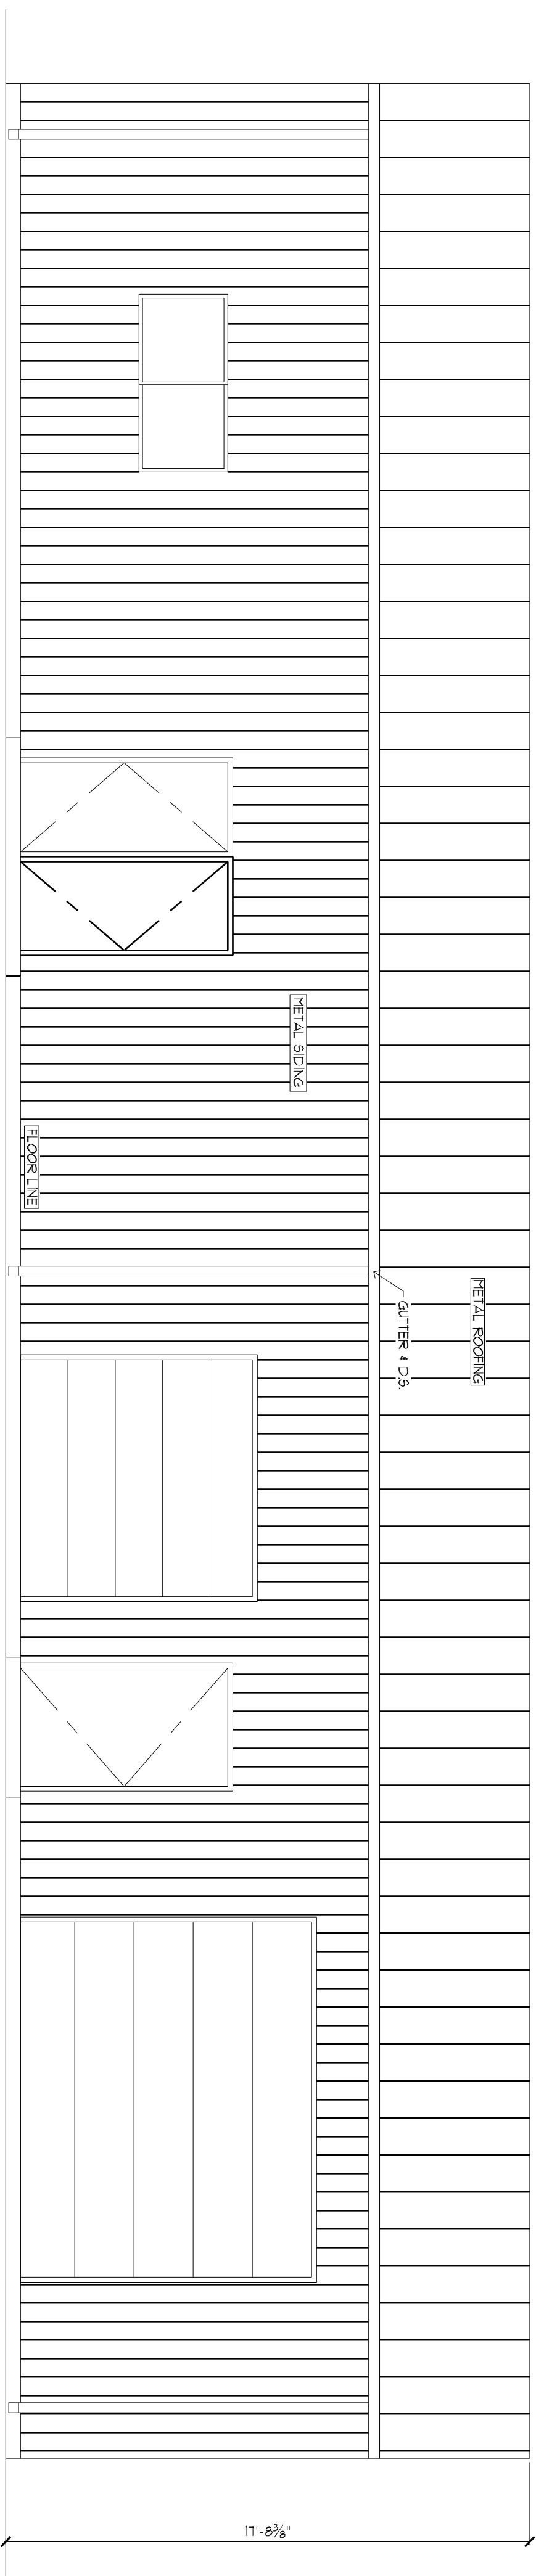 METAL ROOFING
GUTTER & D.S.
METAL SIDING
FLOOR LINE
17'-8⅜"